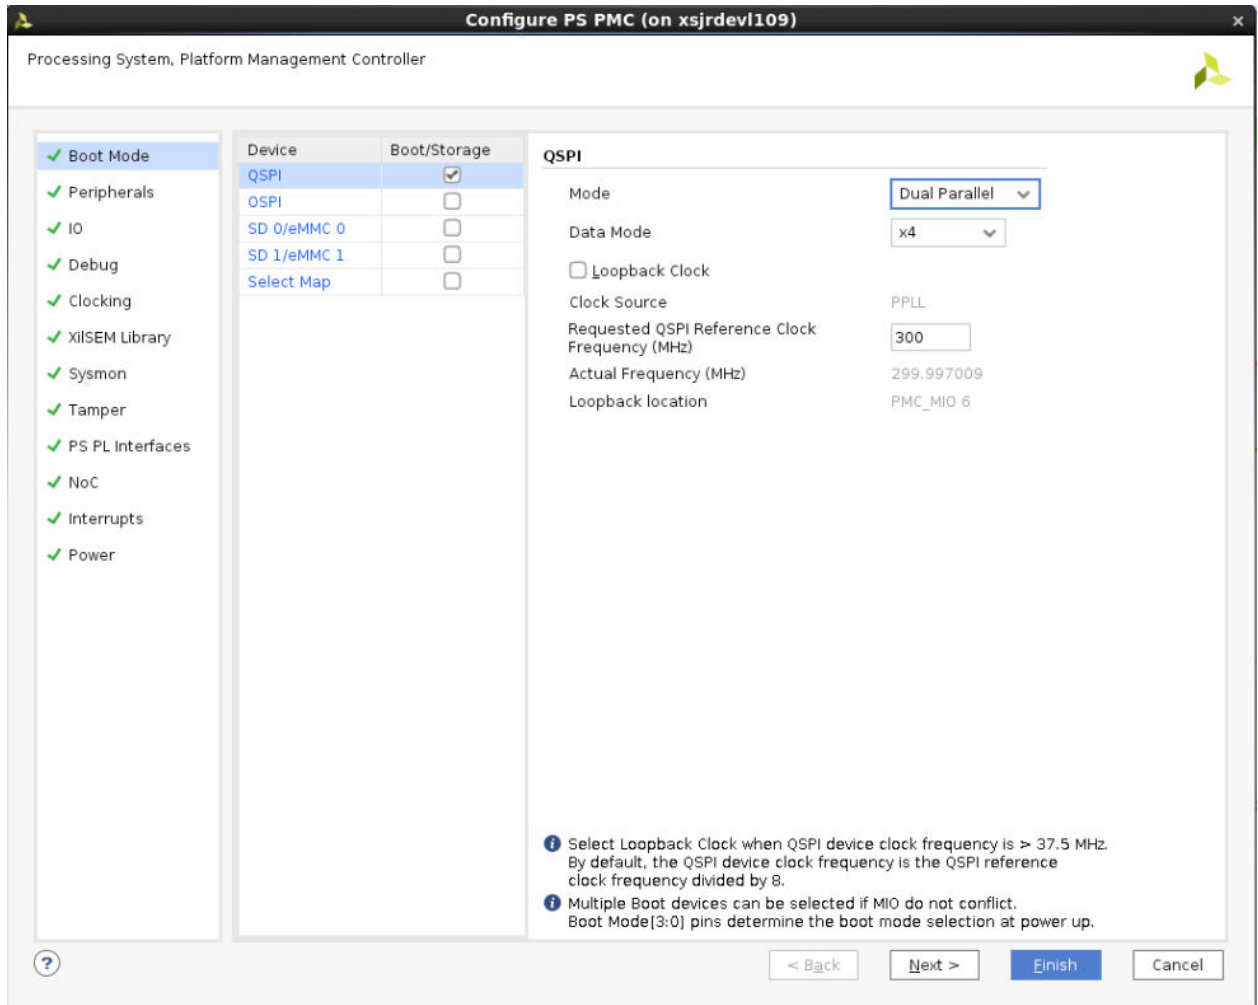 Configure PS PMC (on xsjrdevl109)
×
Processing System, Platform Management Controller
Boot Mode
Peripherals
IO
Debug
Clocking
XilSEM Library
Sysmon
Tamper
PS PL Interfaces
NoC
Interrupts
Power
Device Boot/Storage
QSPI
OSPI
SD 0/eMMC 0
SD 1/eMMC 1
Select Map
QSPI
Mode Dual Parallel
Data Mode x4
Loopback Clock
Clock Source PPLL
Requested QSPI Reference Clock
Frequency (MHz) 300
Actual Frequency (MHz) 299.997009
Loopback location PMC_MIO 6
Select Loopback Clock when QSPI device clock frequency is > 37.5 MHz.
By default, the QSPI device clock frequency is the QSPI reference
clock frequency divided by 8.
Multiple Boot devices can be selected if MIO do not conflict.
Boot Mode[3:0] pins determine the boot mode selection at power up.
? < Back Next > Finish Cancel